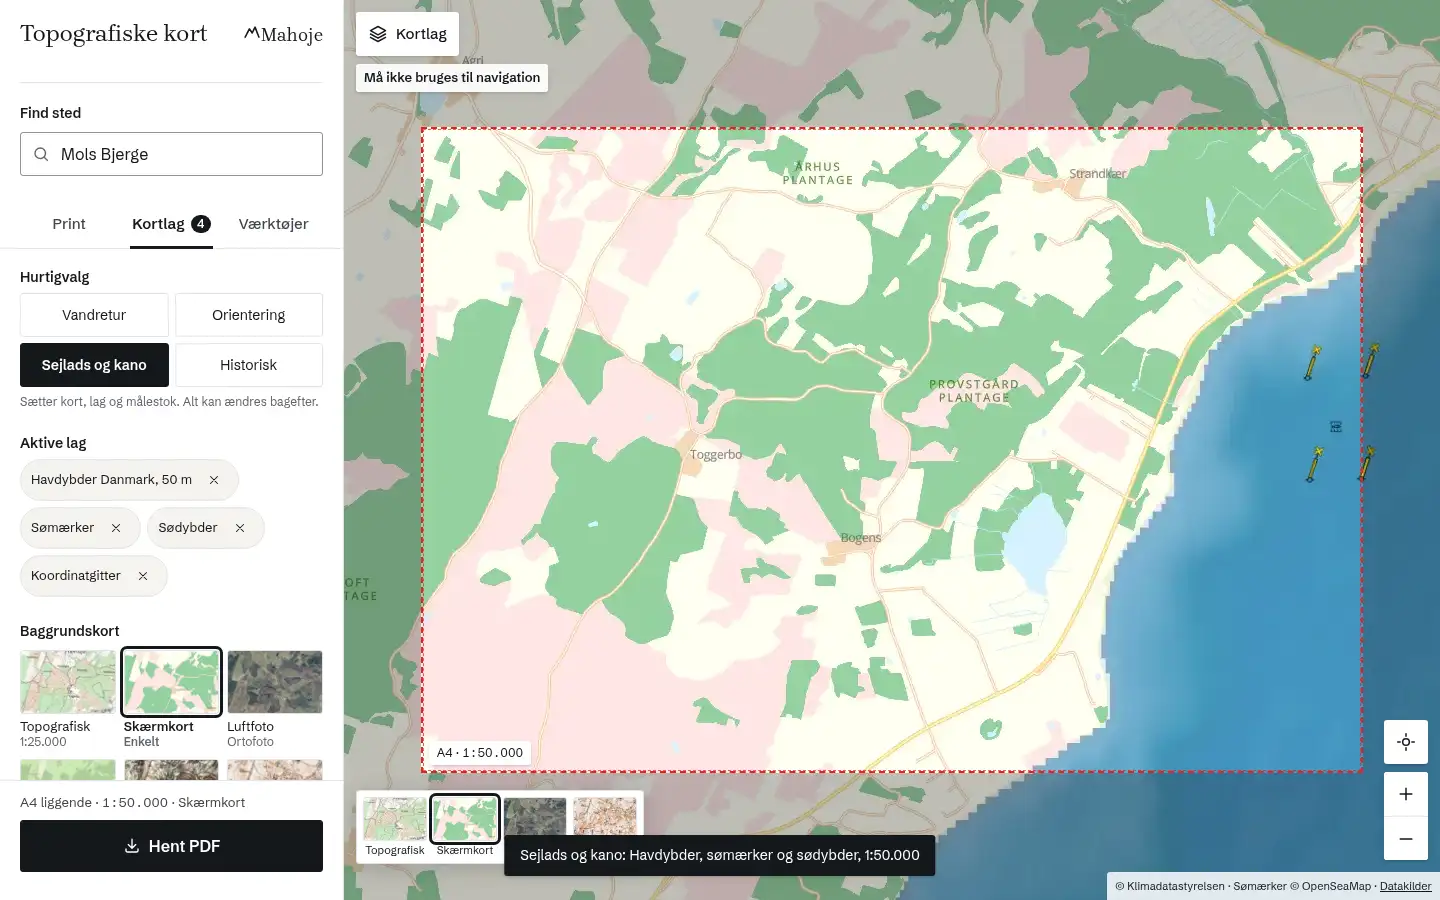 Topografiske kort
Mahoje
Find sted
Mols Bjerge
Print
Kortlag 4
Værktøjer
Hurtigvalg
Vandretur
Orientering
Sejlads og kano
Historisk
Sætter kort, lag og målestok. Alt kan ændres bagefter.
Aktive lag
Havdybder Danmark, 50 m
Sømærker
Sødybder
Koordinatgitter
Baggrundskort
Topografisk
1:25.000
Skærmkort
Enkelt
Luftfoto
Ortofoto
A4 liggende · 1:50.000 · Skærmkort
Hent PDF
Kortlag
Må ikke bruges til navigation
Agri
ÅRHUS
PLANTAGE
Strandkær
PROVSTGÅRD
PLANTAGE
Toggerbo
Bogens
OFT
TAGE
A4 · 1:50.000
Topografisk
Skærmkort
Sejlads og kano: Havdybder, sømærker og sødybder, 1:50.000
© Klimadatastyrelsen · Sømærker © OpenSeaMap · Datakilder